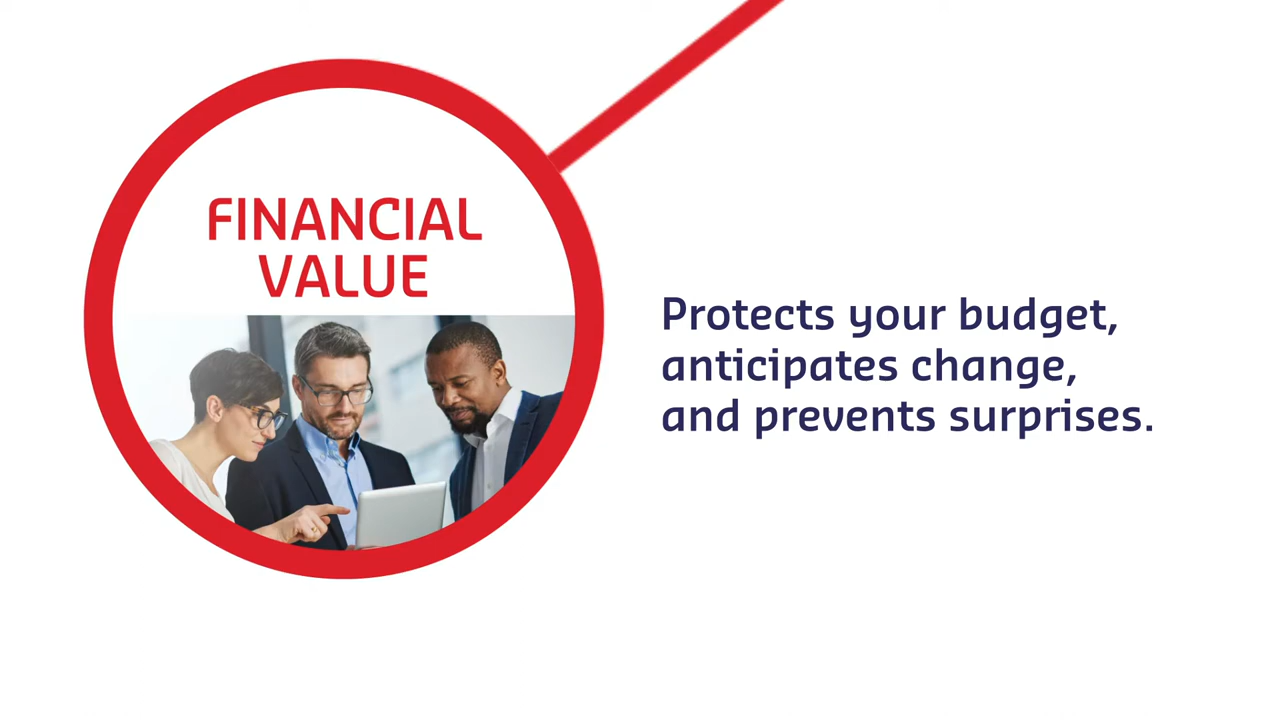 FINANCIAL
VALUE
Protects your budget,
anticipates change,
and prevents surprises.